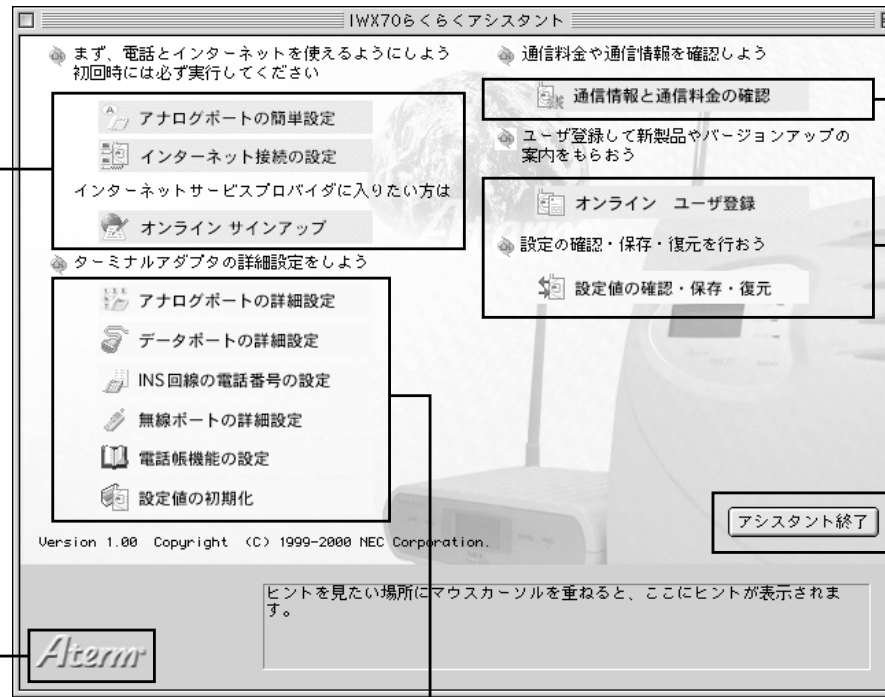 IWX70らくらくアシスタント
まず、電話とインターネットを使えるようにしよう
初回時には必ず実行してください
アナログポートの簡単設定
インターネット接続の設定
インターネットサービスプロバイダに入りたい方は
オンライン サインアップ
ターミナルアダプタの詳細設定をしよう
アナログポートの詳細設定
データポートの詳細設定
INS回線の電話番号の設定
無線ポートの詳細設定
電話帳機能の設定
設定値の初期化
通信料金や通信情報を確認しよう
通信情報と通信料金の確認
ユーザ登録して新製品やバージョンアップの
案内をもらおう
オンライン ユーザ登録
設定の確認・保存・復元を行おう
設定値の確認・保存・復元
アシスタント終了
Version 1.00 Copyright (C) 1999-2000 NEC Corporation.
ヒントを見たい場所にマウスカーソルを重ねると、ここにヒントが表示されま
す。
Aterm